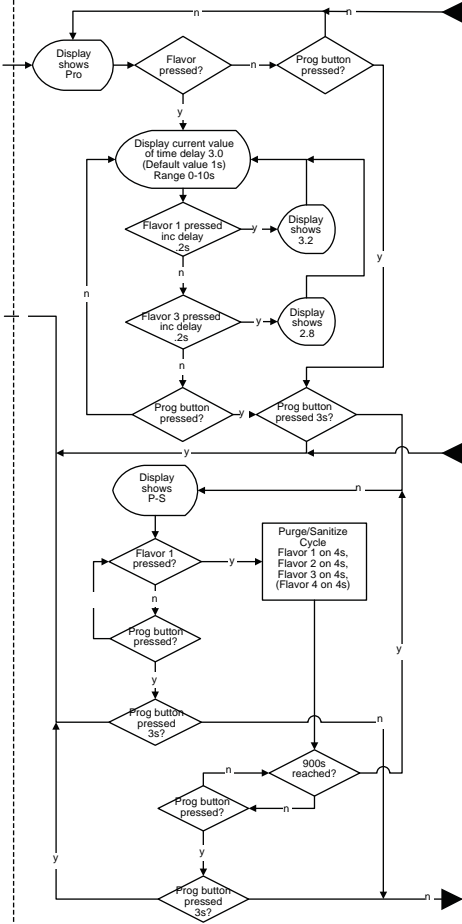 n
n
Display
shows
Pro
Flavor
pressed?
n
Prog button
pressed?
y
Display current value
of time delay 3.0
(Default value 1s)
Range 0-10s
Flavor 1 pressed
inc delay
.2s
y
Display
shows
3.2
y
n
n
Flavor 3 pressed
inc delay
.2s
y
Display
shows
2.8
n
Prog button
pressed?
y
Prog button
pressed 3s?
y
Display
shows
P-S
n
Flavor 1
pressed?
y
Purge/Sanitize
Cycle
Flavor 1 on 4s,
Flavor 2 on 4s,
Flavor 3 on 4s,
(Flavor 4 on 4s)
n
Prog button
pressed?
y
y
Prog button
pressed
3s?
n
900s
reached?
n
n
Prog button
pressed?
y
y
Prog button
pressed
3s?
n